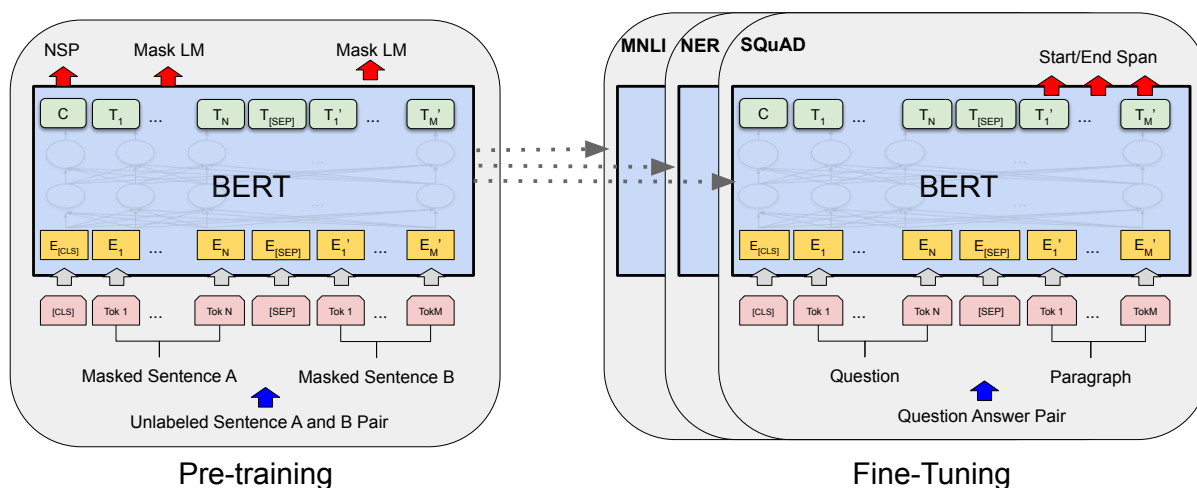 NSP Mask LM Mask LM
C T1 ... TN T[SEP] T1' ... TM'
...
BERT
...
E[CLS] E1 ... EN E[SEP] E1' ... EM'
[CLS] Tok 1 ... Tok N [SEP] Tok 1 ... TokM
Masked Sentence A Masked Sentence B
Unlabeled Sentence A and B Pair
Pre-training
MNLI NER SQuAD
Start/End Span
C T1 ... TN T[SEP] T1' ... TM'
...
BERT
...
E[CLS] E1 ... EN E[SEP] E1' ... EM'
[CLS] Tok 1 ... Tok N [SEP] Tok 1 ... TokM
Question Paragraph
Question Answer Pair
Fine-Tuning